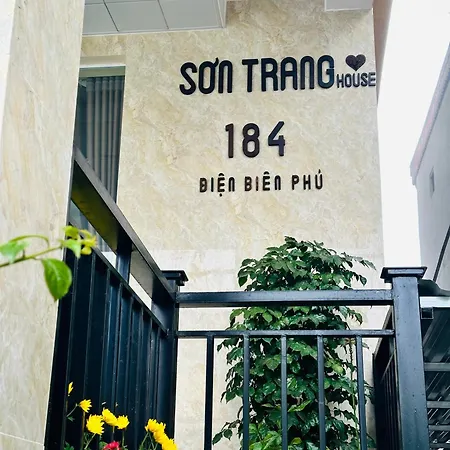 SƠN TRANG HOUSE
184
ĐIỆN BIÊN PHỦ